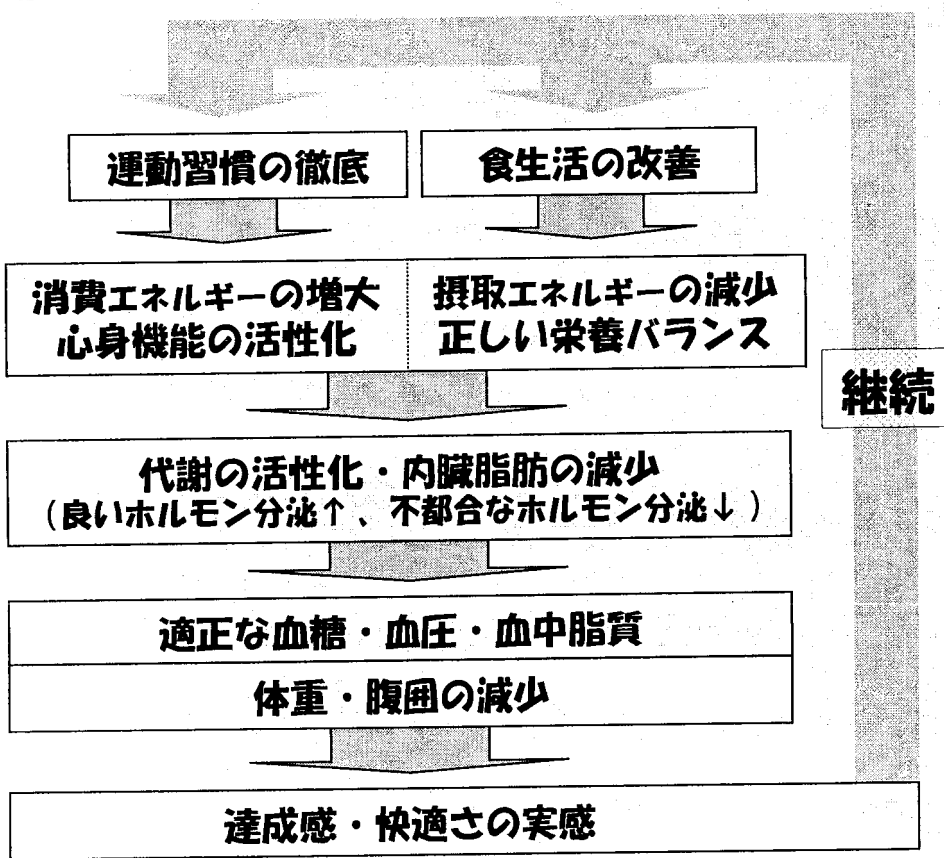 運動習慣の徹底
食生活の改善
消費エネルギーの増大
心身機能の活性化
摂取エネルギーの減少
正しい栄養バランス
継続
代謝の活性化・内臓脂肪の減少
(良いホルモン分泌↑、不都合なホルモン分泌↓)
適正な血糖・血圧・血中脂質
体重・腹囲の減少
達成感・快適さの実感